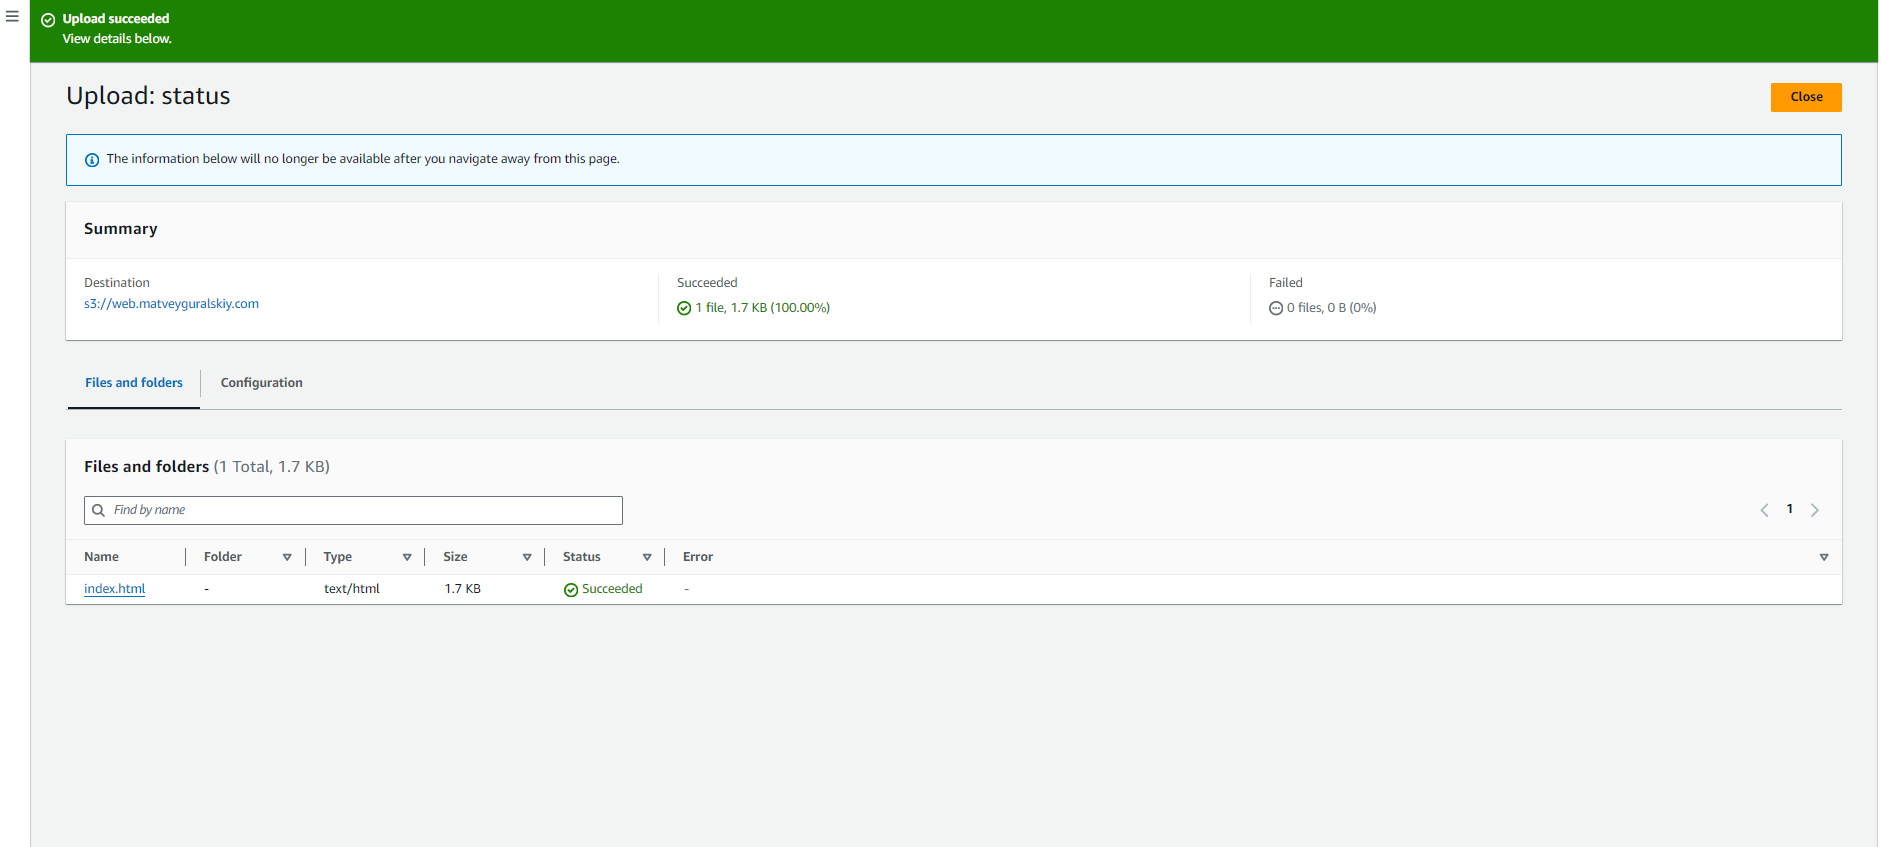 Upload succeeded
View details below.
Upload: status
Close
The information below will no longer be available after you navigate away from this page.
Summary
Destination
s3://web.matveyguralskiy.com
Succeeded
1 file, 1.7 KB (100.00%)
Failed
0 files, 0 B (0%)
Files and folders
Configuration
Files and folders (1 Total, 1.7 KB)
Find by name
1
Name Folder Type Size Status Error
index.html - text/html 1.7 KB Succeeded -